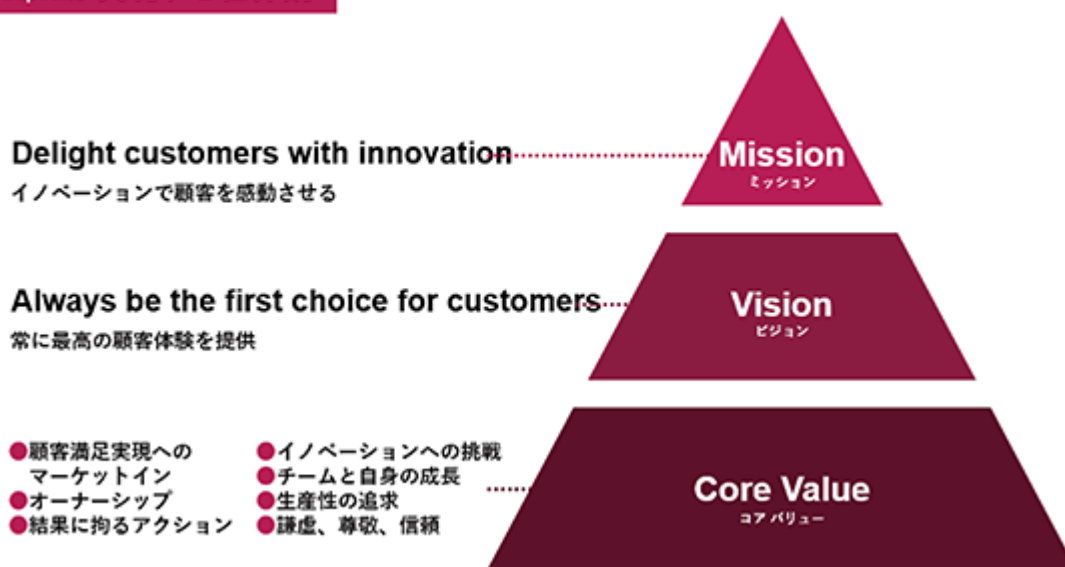 Delight customers with innovation
イノベーションで顧客を感動させる
Mission
ミッション
Always be the first choice for customers
常に最高の顧客体験を提供
Vision
ビジョン
●顧客満足実現への
マーケットイン
●オーナーシップ
●結果に拘るアクション
●イノベーションへの挑戦
●チームと自身の成長
●生産性の追求
●謙虚、尊敬、信頼
Core Value
コア バリュー